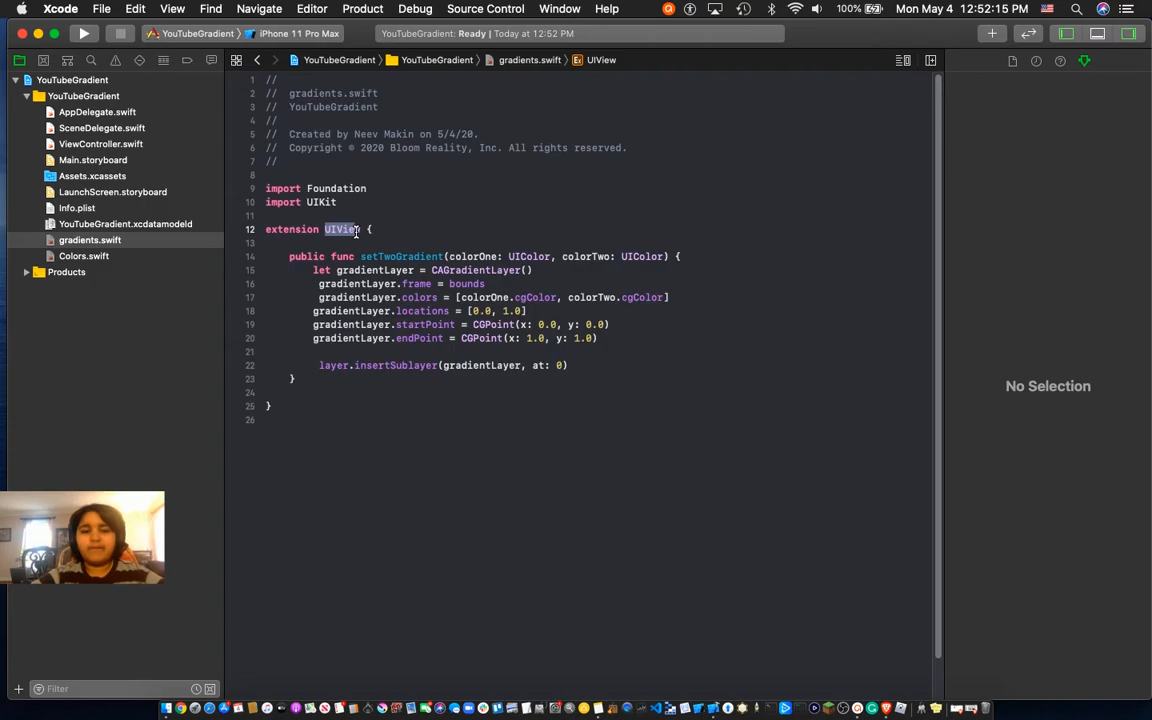 Xcode File Edit View Find Navigate Editor Product Debug Source Control Window Help 100% Mon May 4 12:52:15 PM
YouTubeGradient iPhone 11 Pro Max YouTubeGradient: Ready | Today at 12:52 PM
YouTubeGradient YouTubeGradient gradients.swift Ex UIView
YouTubeGradient
YouTubeGradient
AppDelegate.swift
SceneDelegate.swift
ViewController.swift
Main.storyboard
Assets.xcassets
LaunchScreen.storyboard
Info.plist
YouTubeGradient.xcdatamodeld
gradients.swift
Colors.swift
Products
1 //
2 // gradients.swift
3 // YouTubeGradient
4 //
5 // Created by Neev Makin on 5/4/20.
6 // Copyright © 2020 Bloom Reality, Inc. All rights reserved.
7 //
8
9 import Foundation
10 import UIKit
11
12 extension UIView {
13
14 public func setTwoGradient(colorOne: UIColor, colorTwo: UIColor) {
15 let gradientLayer = CAGradientLayer()
16 gradientLayer.frame = bounds
17 gradientLayer.colors = [colorOne.cgColor, colorTwo.cgColor]
18 gradientLayer.locations = [0.0, 1.0]
19 gradientLayer.startPoint = CGPoint(x: 0.0, y: 0.0)
20 gradientLayer.endPoint = CGPoint(x: 1.0, y: 1.0)
21
22 layer.insertSublayer(gradientLayer, at: 0)
23 }
24
25 }
26
No Selection
Filter